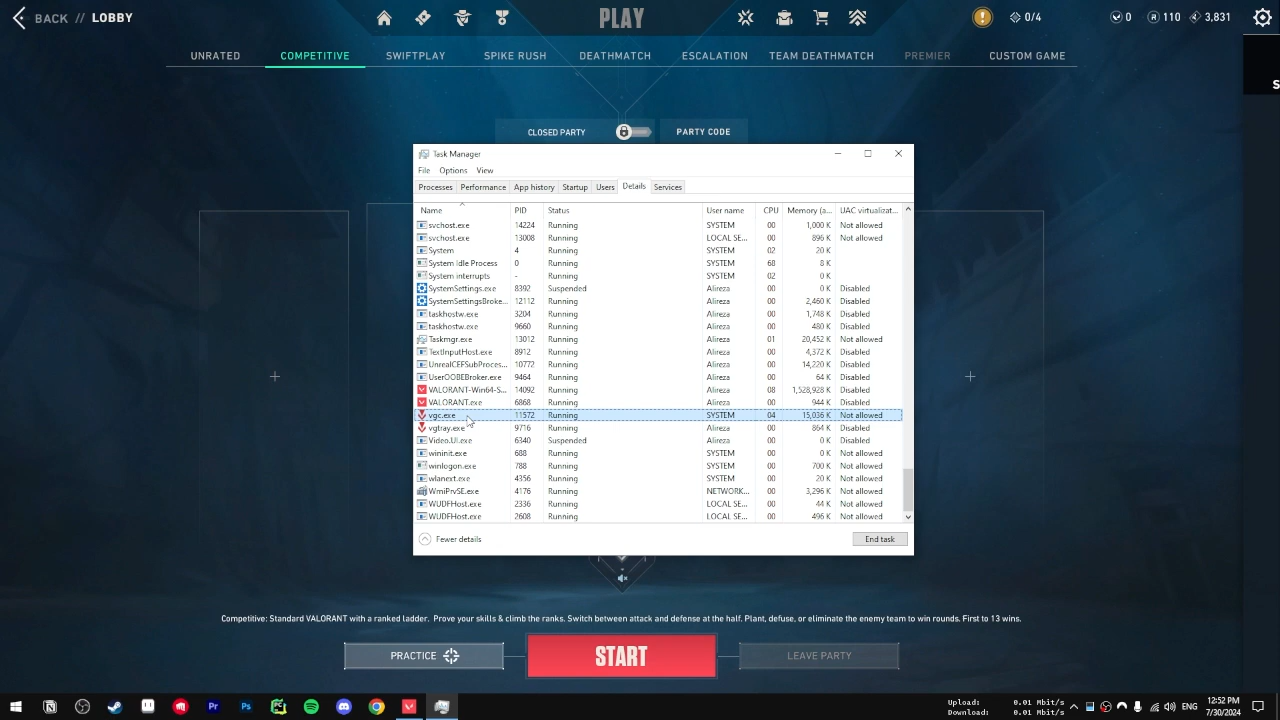 BACK // LOBBY
PLAY
0/4
0
110
3,831
UNRATED
COMPETITIVE
SWIFTPLAY
SPIKE RUSH
DEATHMATCH
ESCALATION
TEAM DEATHMATCH
PREMIER
CUSTOM GAME
S
CLOSED PARTY
PARTY CODE
Task Manager
File Options View
Processes Performance App history Startup Users Details Services
Name PID Status User name CPU Memory (a... UAC virtualizat...
svchost.exe 14224 Running SYSTEM 00 1,000 K Not allowed
svchost.exe 13008 Running LOCAL SE... 00 896 K Not allowed
System 4 Running SYSTEM 02 20 K
System Idle Process 0 Running SYSTEM 68 8 K
System interrupts - Running SYSTEM 02 0 K
SystemSettings.exe 8392 Suspended Alireza 00 0 K Disabled
SystemSettingsBroke... 12112 Running Alireza 00 2,460 K Disabled
taskhostw.exe 3204 Running Alireza 00 1,748 K Disabled
taskhostw.exe 9660 Running Alireza 00 480 K Disabled
Taskmgr.exe 13012 Running Alireza 01 20,452 K Not allowed
TextInputHost.exe 8912 Running Alireza 00 4,372 K Disabled
UnrealCEFSubProces... 10772 Running Alireza 00 14,220 K Disabled
UserOOBEBroker.exe 9464 Running Alireza 00 64 K Disabled
VALORANT-Win64-S... 14092 Running Alireza 08 1,528,928 K Disabled
VALORANT.exe 6868 Running Alireza 00 944 K Disabled
vgc.exe 11572 Running SYSTEM 04 15,036 K Not allowed
vgtray.exe 9716 Running Alireza 00 864 K Disabled
Video.UI.exe 6340 Suspended Alireza 00 0 K Disabled
wininit.exe 688 Running SYSTEM 00 0 K Not allowed
winlogon.exe 788 Running SYSTEM 00 700 K Not allowed
wlanext.exe 4356 Running SYSTEM 00 20 K Not allowed
WmiPrvSE.exe 4176 Running NETWORK... 00 3,296 K Not allowed
WUDFHost.exe 2336 Running LOCAL SE... 00 44 K Not allowed
WUDFHost.exe 2608 Running LOCAL SE... 00 496 K Not allowed
Fewer details
End task
Competitive: Standard VALORANT with a ranked ladder. Prove your skills & climb the ranks. Switch between attack and defense at the half. Plant, defuse, or eliminate the enemy team to win rounds. First to 13 wins.
PRACTICE
START
LEAVE PARTY
Upload: 0.01 Mbit/s
Download: 0.01 Mbit/s
ENG
12:52 PM
7/30/2024